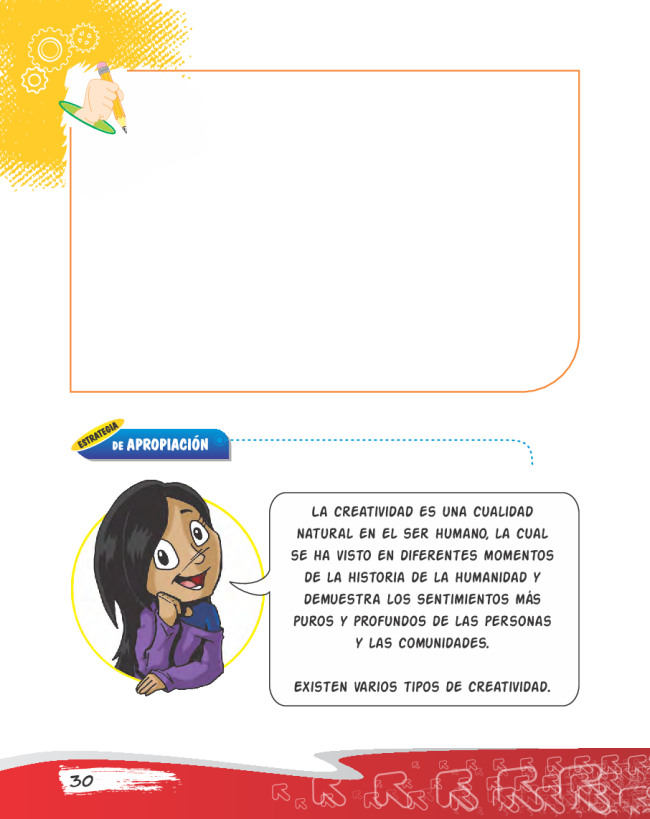 ESTRATEGIA
DE APROPIACIÓN
LA CREATIVIDAD ES UNA CUALIDAD
NATURAL EN EL SER HUMANO, LA CUAL
SE HA VISTO EN DIFERENTES MOMENTOS
DE LA HISTORIA DE LA HUMANIDAD Y
DEMUESTRA LOS SENTIMIENTOS MÁS
PUROS Y PROFUNDOS DE LAS PERSONAS
Y LAS COMUNIDADES.
EXISTEN VARIOS TIPOS DE CREATIVIDAD.
30